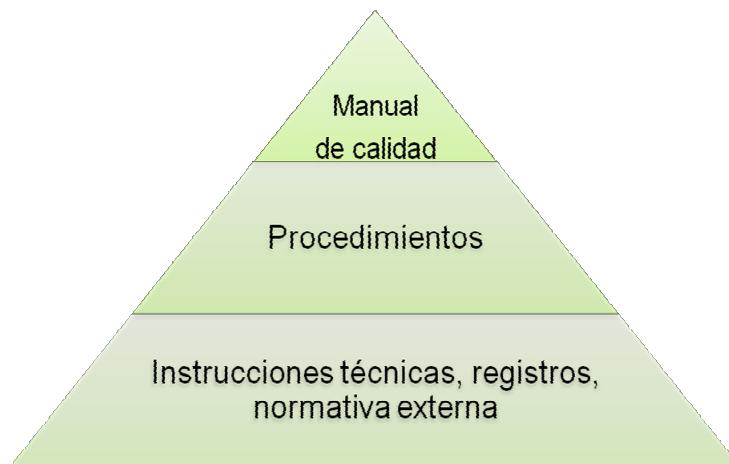 Manual
de calidad
Procedimientos
Instrucciones técnicas, registros,
normativa externa